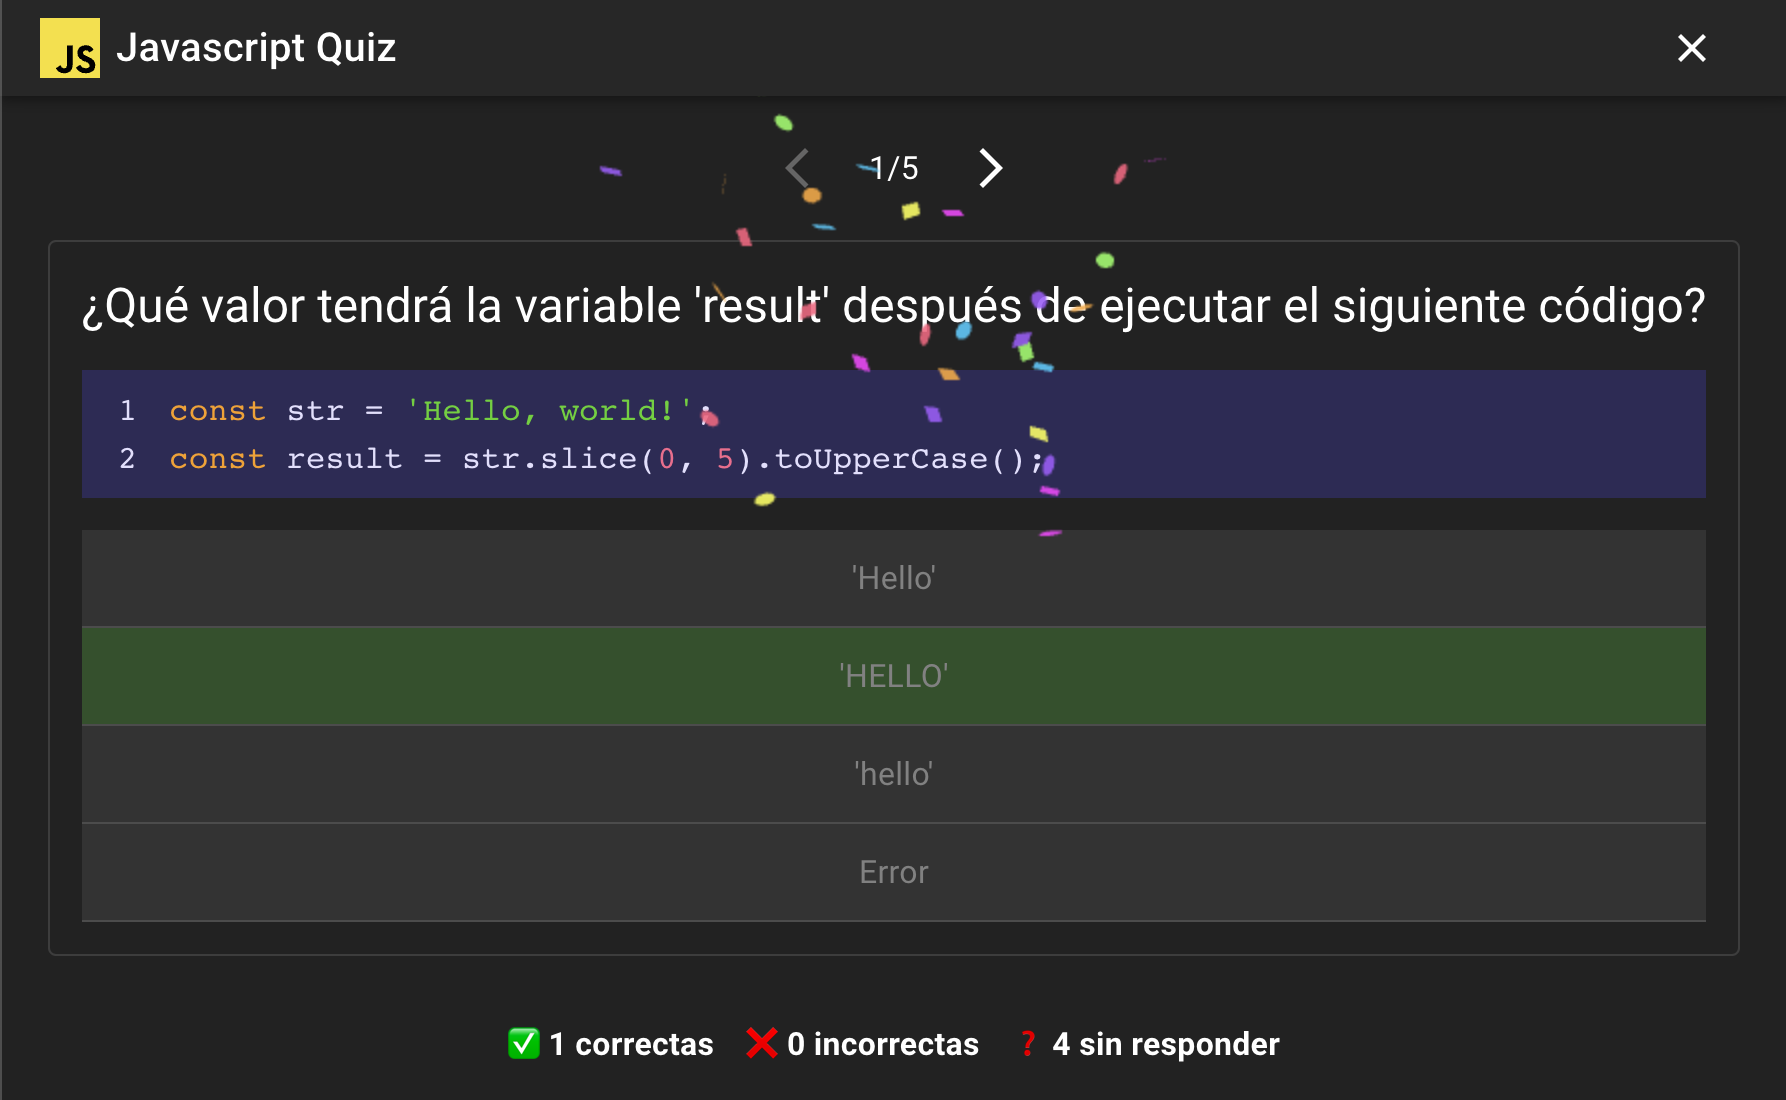 JS Javascript Quiz
1/5
¿Qué valor tendrá la variable 'result' después de ejecutar el siguiente código?
1 const str = 'Hello, world!';
2 const result = str.slice(0, 5).toUpperCase();
'Hello'
'HELLO'
'hello'
Error
✅ 1 correctas ❌ 0 incorrectas ❓ 4 sin responder